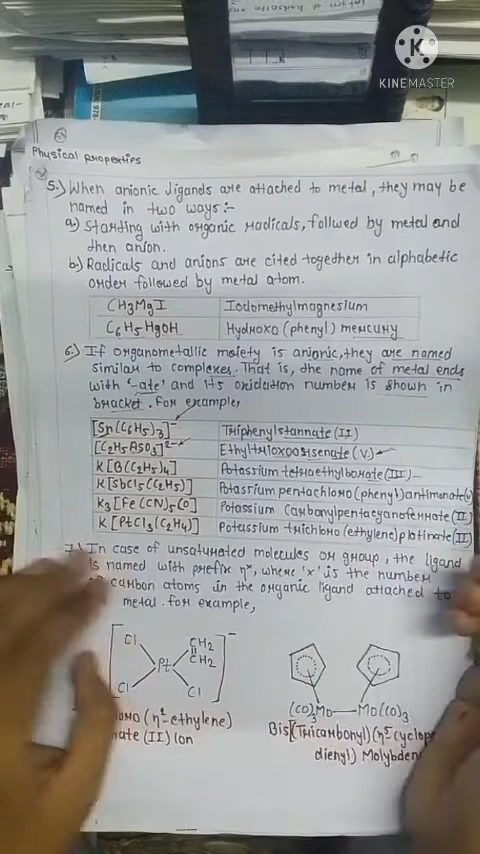 KINEMASTER
Physical properties
5.) When anionic ligands are attached to metal, they may be
named in two ways:-
a) Starting with organic radicals, follwed by metal and
then anion.
b) Radicals and anions are cited together in alphabetic
order followed by metal atom.
CH3MgI Iodomethylmagnesium
C6H5HgOH Hydroxo (phenyl) mercury
6.) If organometallic moiety is anionic, they are named
similar to complexes. That is, the name of metal ends
with '-ate' and its oxidation number is shown in
bracket. For example,
[Sn(C6H5)3]⁻ Triphenylstannate (II)
[C2H5AsO3]²⁻ Ethyltrioxoarsenate (V)
K[B(C2H5)4] Potassium tetraethylborate (III)
K[SbCl5(C6H5)] Potassium pentachloro (phenyl) antimonate (V)
K3[Fe(CN)5CO] Potassium Carbonylpentacyanoferrate (II)
K[PtCl3(C2H4)] Potassium trichloro (ethylene) platinate (II)
7.) In case of unsaturated molecules or group, the ligand
is named with prefix ηˣ, where 'x' is the number
carbon atoms in the organic ligand attached to
metal. For example,
Cl CH2
Pt CH2
Cl Cl
(CO)3Mo — Mo(CO)3
(η²-ethylene)
(II) Ion
Bis[(Tricarbonyl)(η⁵
dienyl)